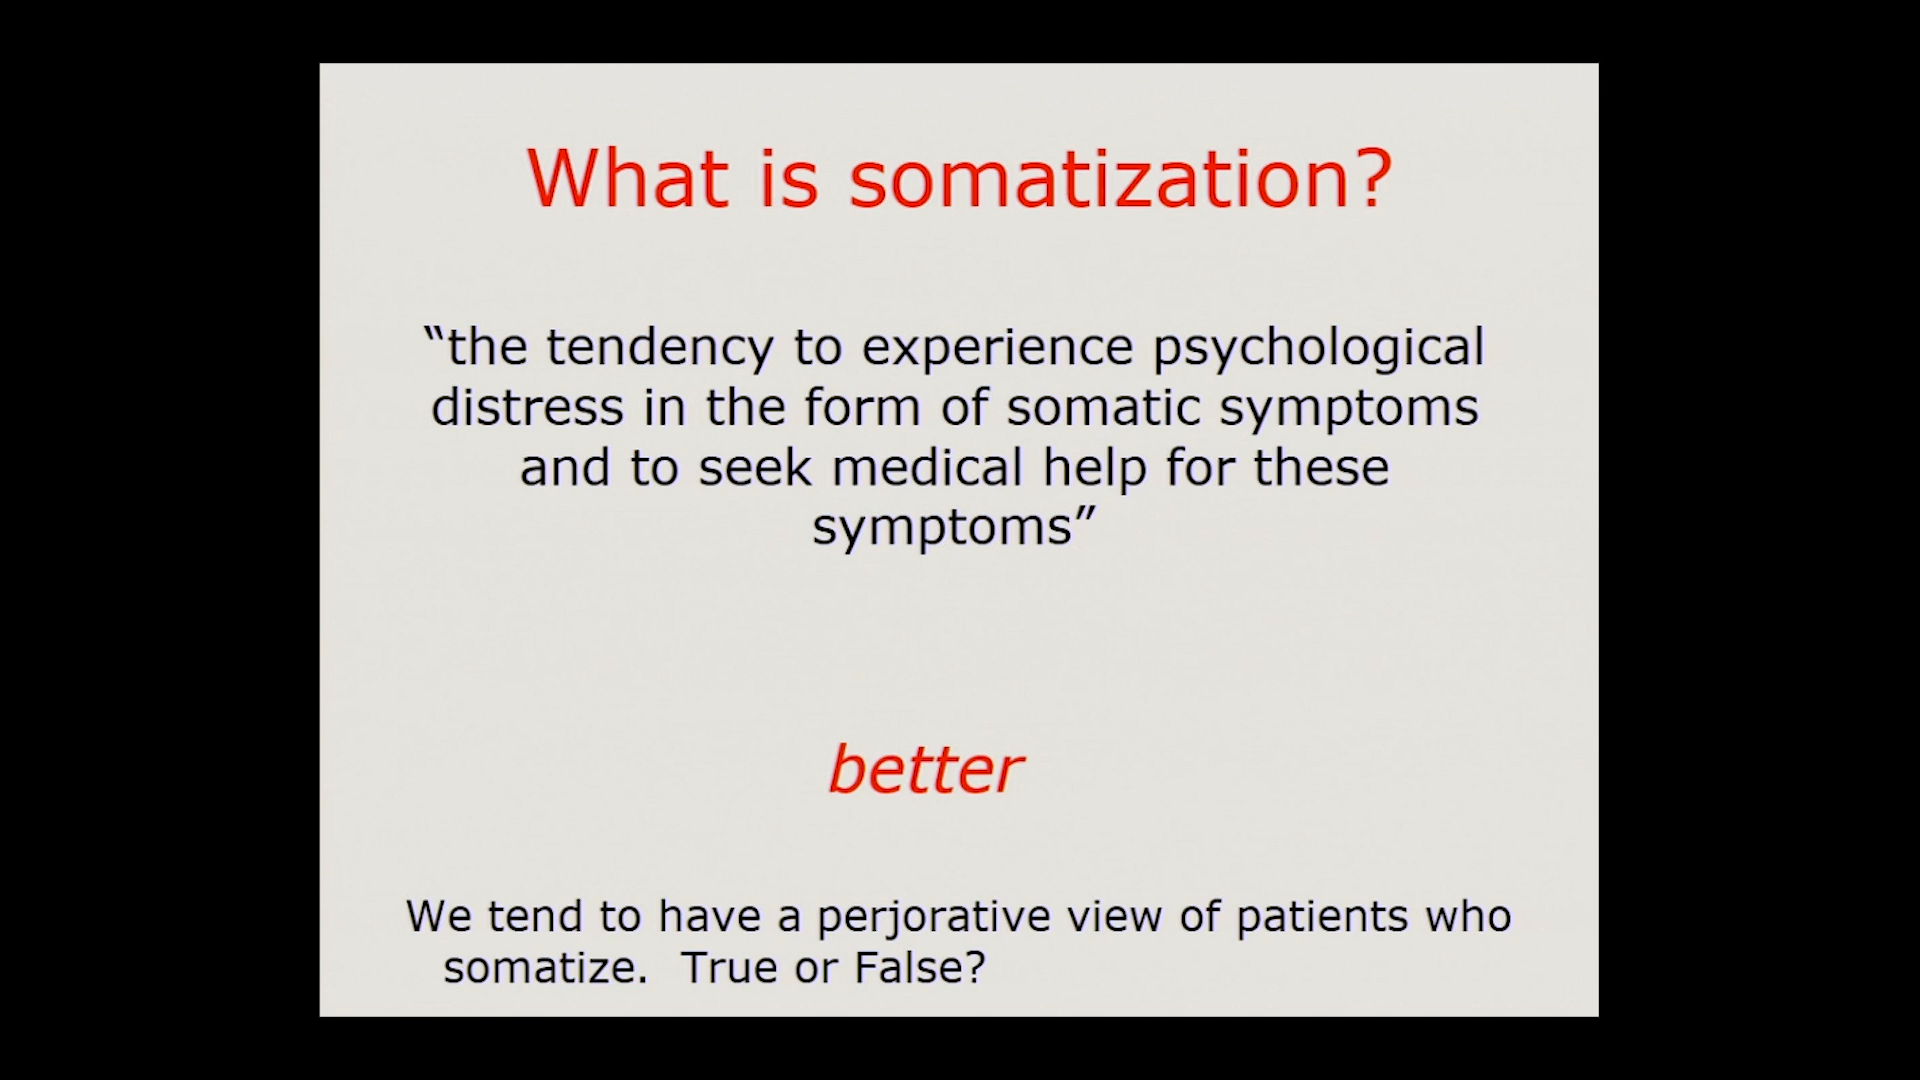 What is somatization?
“the tendency to experience psychological
distress in the form of somatic symptoms
and to seek medical help for these
symptoms”
better
We tend to have a perjorative view of patients who
somatize.  True or False?